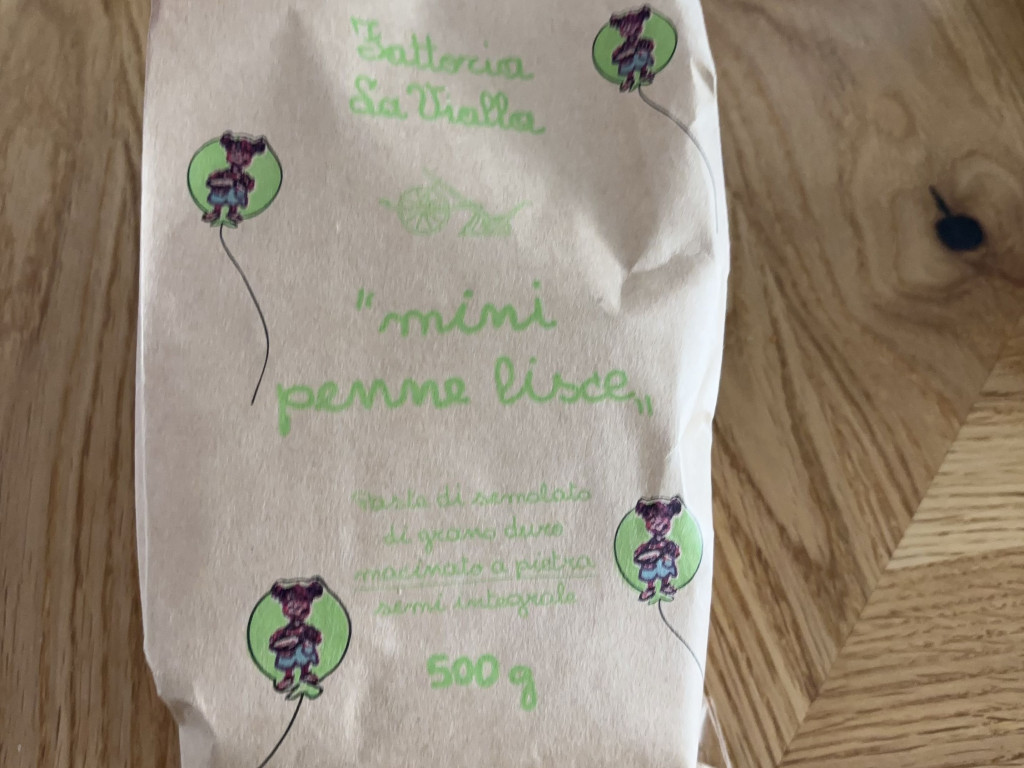 Fattoria
La Vialla
"mini
penne lisce„
Pasta di semolato
di grano duro
macinato a pietra
semi integrale
500 g